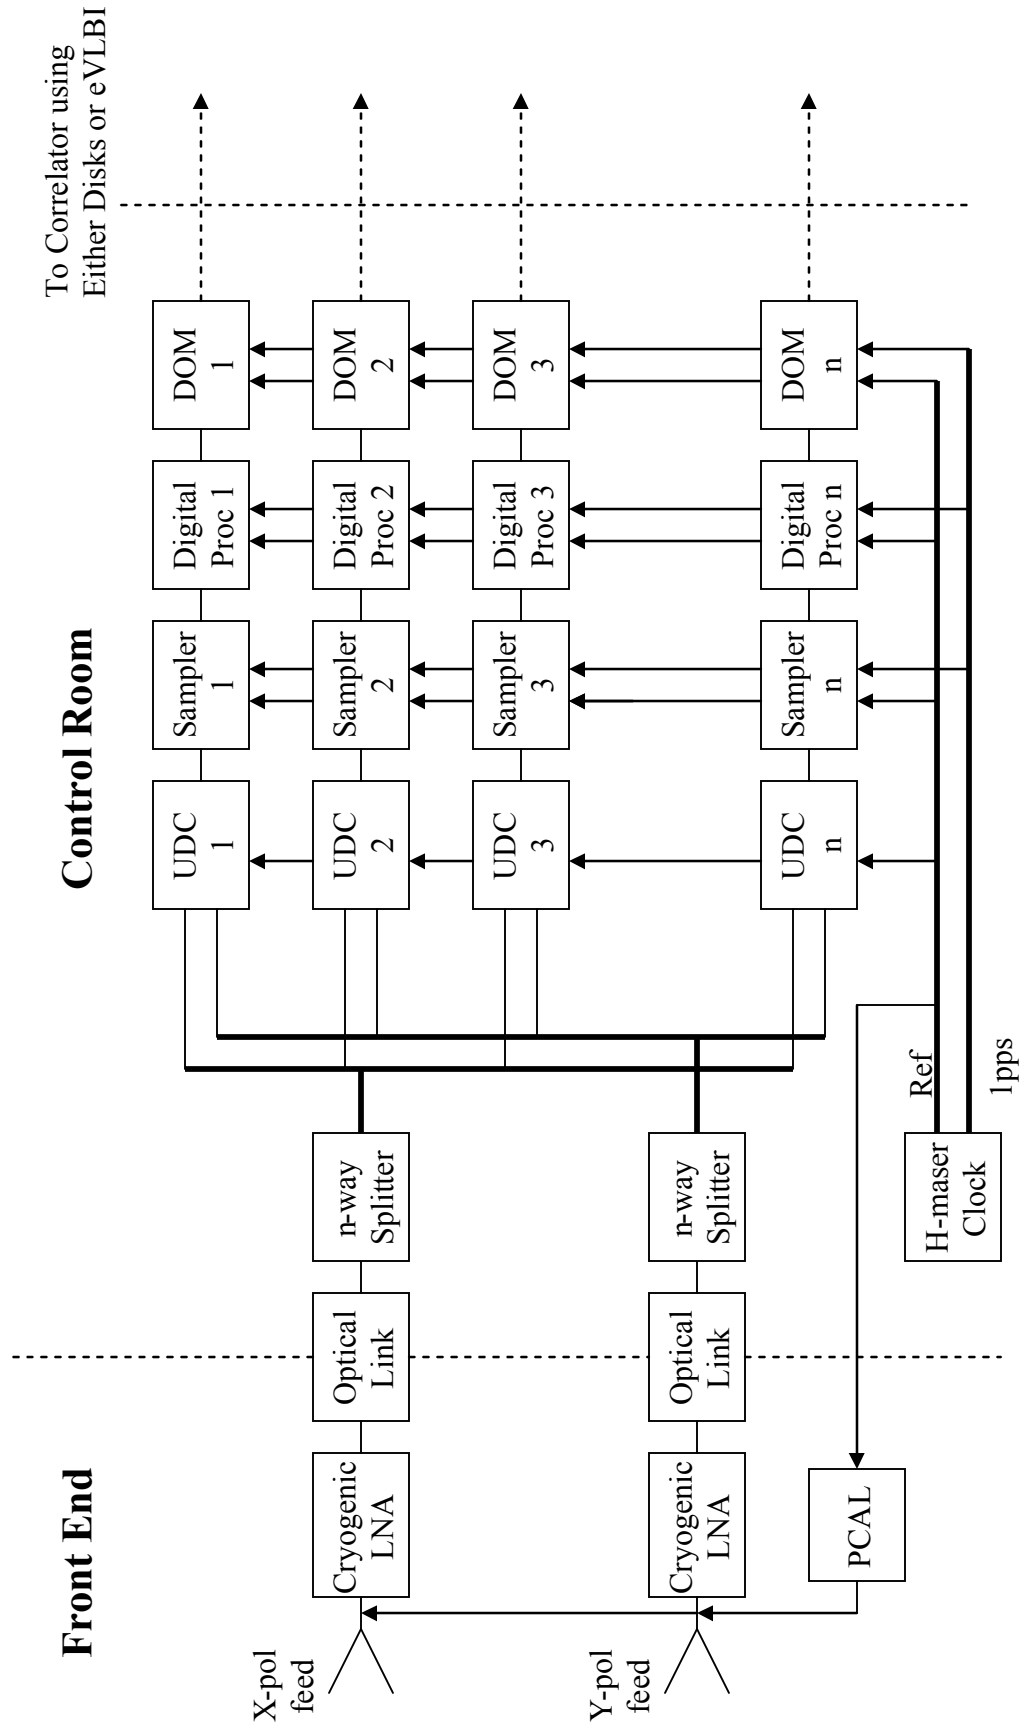 Front End
Control Room
To Correlator using
Either Disks or eVLBI
X-pol
feed
Cryogenic
LNA
Optical
Link
n-way
Splitter
UDC
1
Sampler
1
Digital
Proc 1
DOM
1
UDC
2
Sampler
2
Digital
Proc 2
DOM
2
UDC
3
Sampler
3
Digital
Proc 3
DOM
3
Y-pol
feed
Cryogenic
LNA
Optical
Link
n-way
Splitter
UDC
n
Sampler
n
Digital
Proc n
DOM
n
PCAL
H-maser
Clock
Ref
1pps